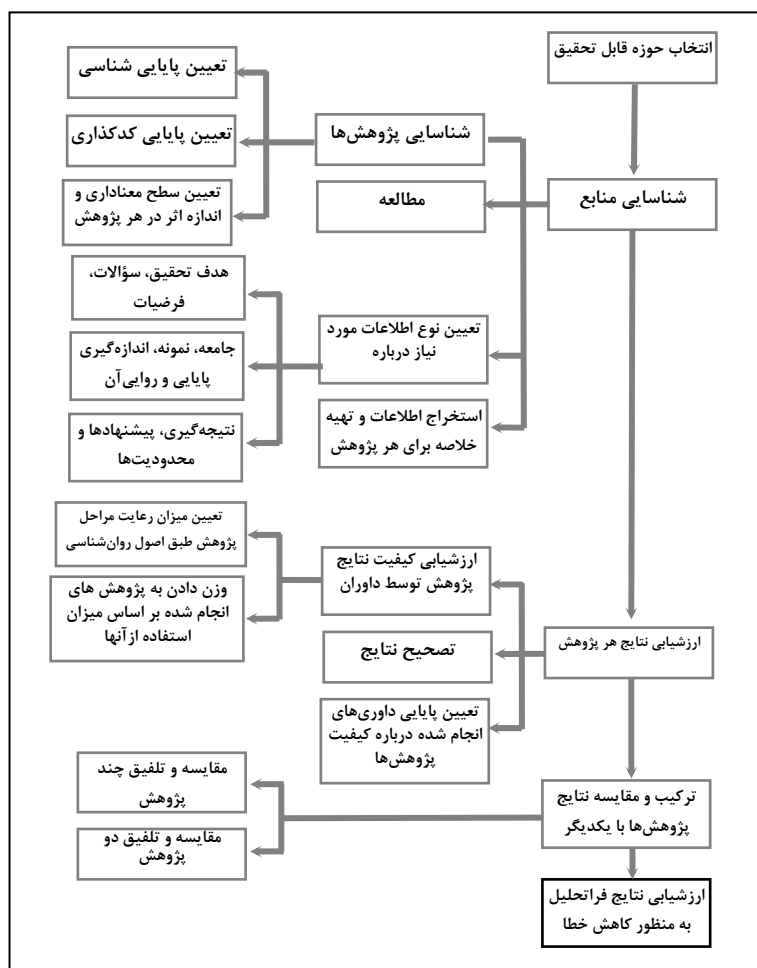 انتخاب حوزه قابل تحقیق
شناسایی منابع
شناسایی پژوهش‌ها
تعیین پایایی شناسی
تعیین پایایی کدکذاری
تعیین سطح معناداری و
اندازه اثر در هر پژوهش
مطالعه
تعیین نوع اطلاعات مورد
نیاز درباره
هدف تحقیق، سؤالات،
فرضیات
جامعه، نمونه، اندازه‌گیری
پایایی و روایی‌آن
نتیجه‌گیری، پیشنهادها و
محدودیت‌ها
استخراج اطلاعات و تهیه
خلاصه برای هر پژوهش
ارزشیابی نتایج هر پژوهش
ارزشیابی کیفیت نتایج
پژوهش توسط داوران
تعیین میزان رعایت مراحل
پژوهش طبق اصول روان‌شناسی
وزن دادن به پژوهش های
انجام شده بر اساس میزان
استفاده از آنها
تصحیح نتایج
تعیین پایایی داوری‌های
انجام شده درباره کیفیت
پژوهش‌ها
ترکیب و مقایسه نتایج
پژوهش‌ها با یکدیگر
مقایسه و تلفیق چند
پژوهش
مقایسه و تلفیق دو
پژوهش
ارزشیابی نتایج فراتحلیل
به منظور کاهش خطا